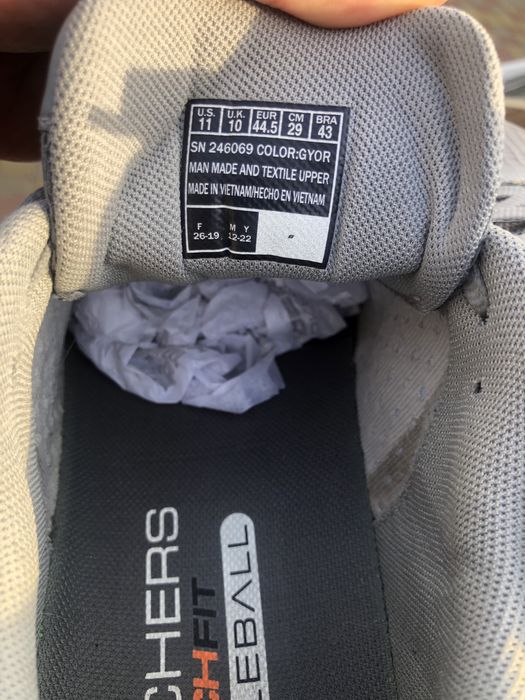 U.S. U.K. EUR CM BRA
11 10 44.5 29 43
SN 246069 COLOR:GYOR
MAN MADE AND TEXTILE UPPER
MADE IN VIETNAM/HECHO EN VIETNAM
F M Y
26-19 12-22
CHERS
CHFIT
LEBALL